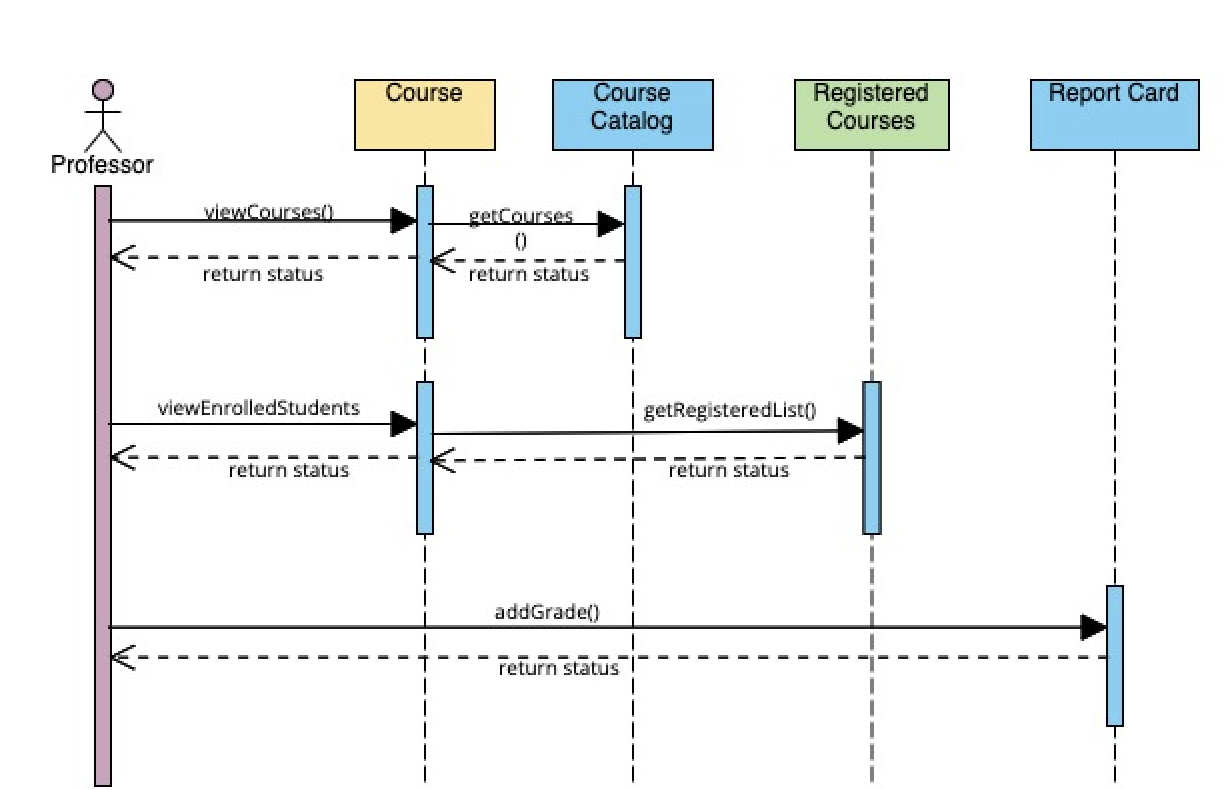 Professor
Course
Course
Catalog
Registered
Courses
Report Card
viewCourses()
getCourses
()
return status
return status
viewEnrolledStudents
getRegisteredList()
return status
return status
addGrade()
return status